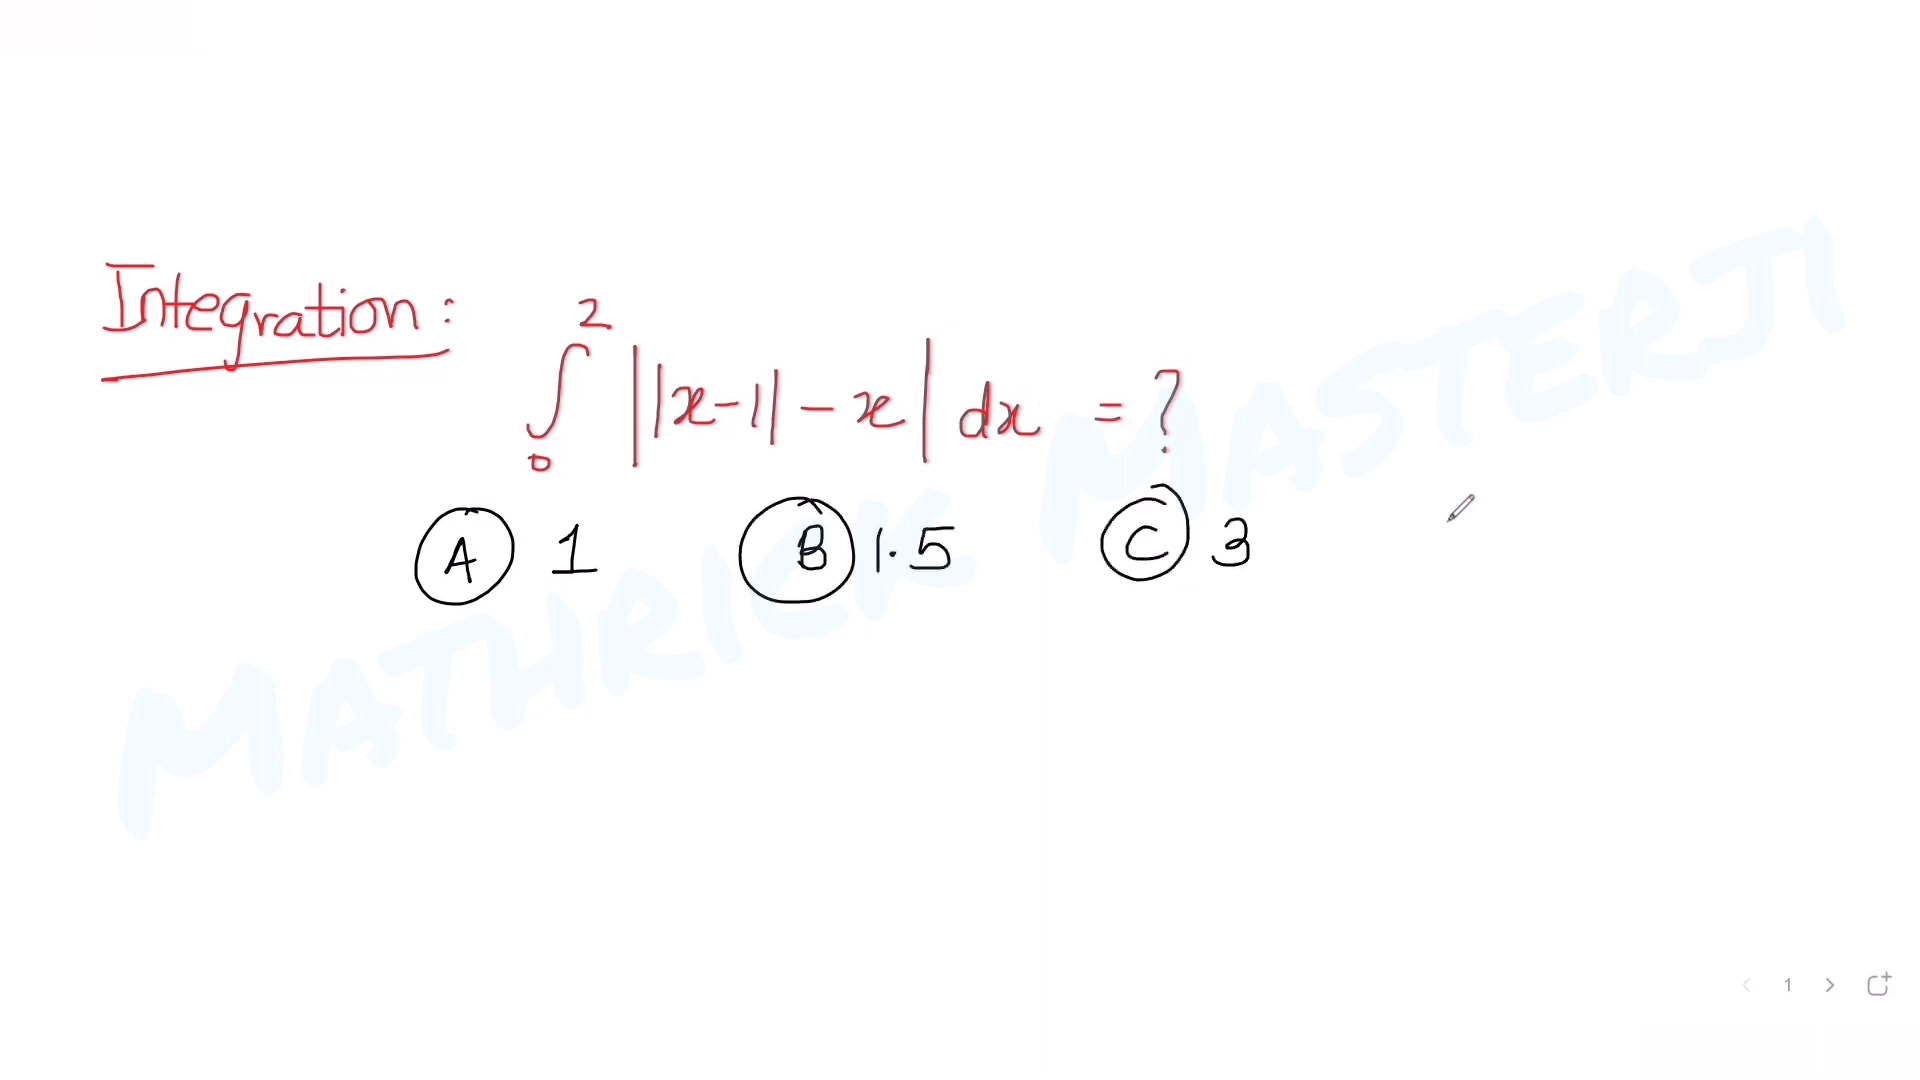 Integration:
∫₀² ||x-1| - x| dx = ?
Ⓐ 1 Ⓑ 1.5 Ⓒ 3
MATHRICK MASTERJI
1